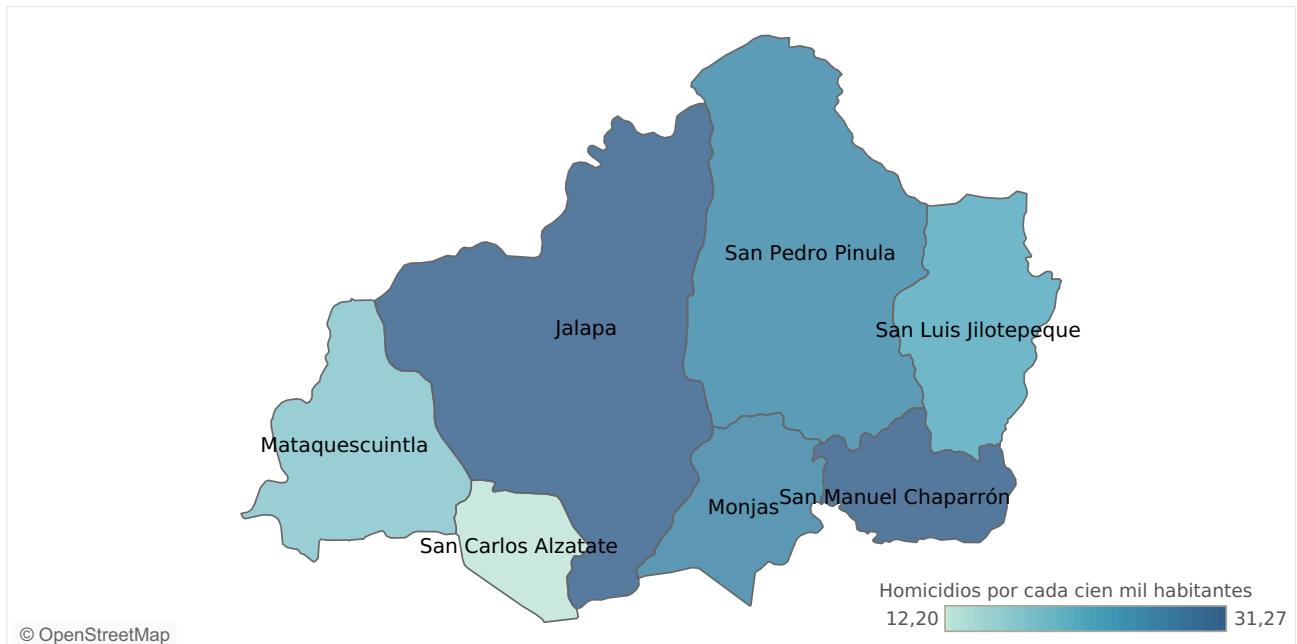 San Pedro Pinula
Jalapa
San Luis Jilotepeque
Mataquescuintla
San Manuel Chaparrón
Monjas
San Carlos Alzatate
Homicidios por cada cien mil habitantes
12,20 31,27
© OpenStreetMap